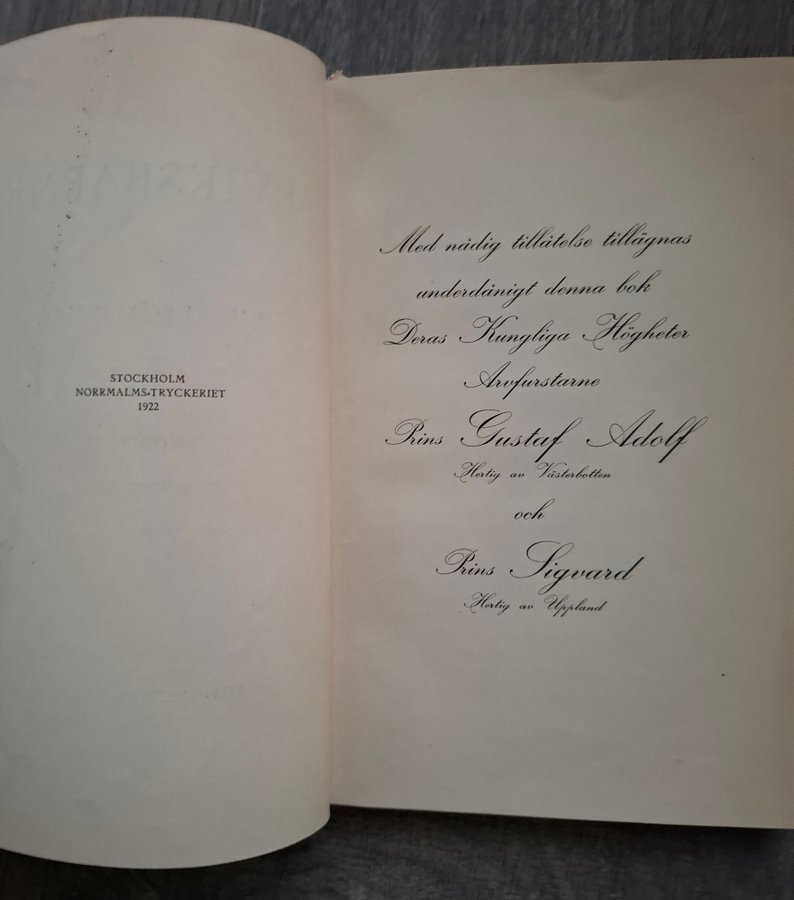 STOCKHOLM
NORRMALMS-TRYCKERIET
1922
Med nådig tillåtelse tillägnas
underdånigt denna bok
Deras Kungliga Högheter
Arvfurstarne
Prins Gustaf Adolf
Hertig av Västerbotten
och
Prins Sigvard
Hertig av Uppland